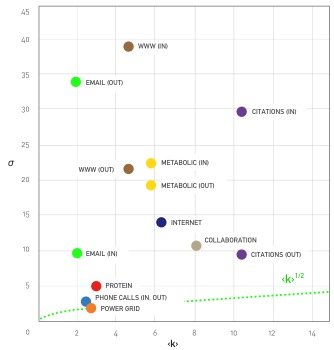 45
40
WWW (IN)
35
EMAIL (OUT)
30
CITATIONS (IN)
25
σ
METABOLIC (IN)
WWW (OUT)
20
METABOLIC (OUT)
15
INTERNET
COLLABORATION
10
EMAIL (IN)
CITATIONS (OUT)
‹k›1/2
5
PROTEIN
PHONE CALLS (IN, OUT)
POWER GRID
0
2 4 6 8 10 12 14
‹k›